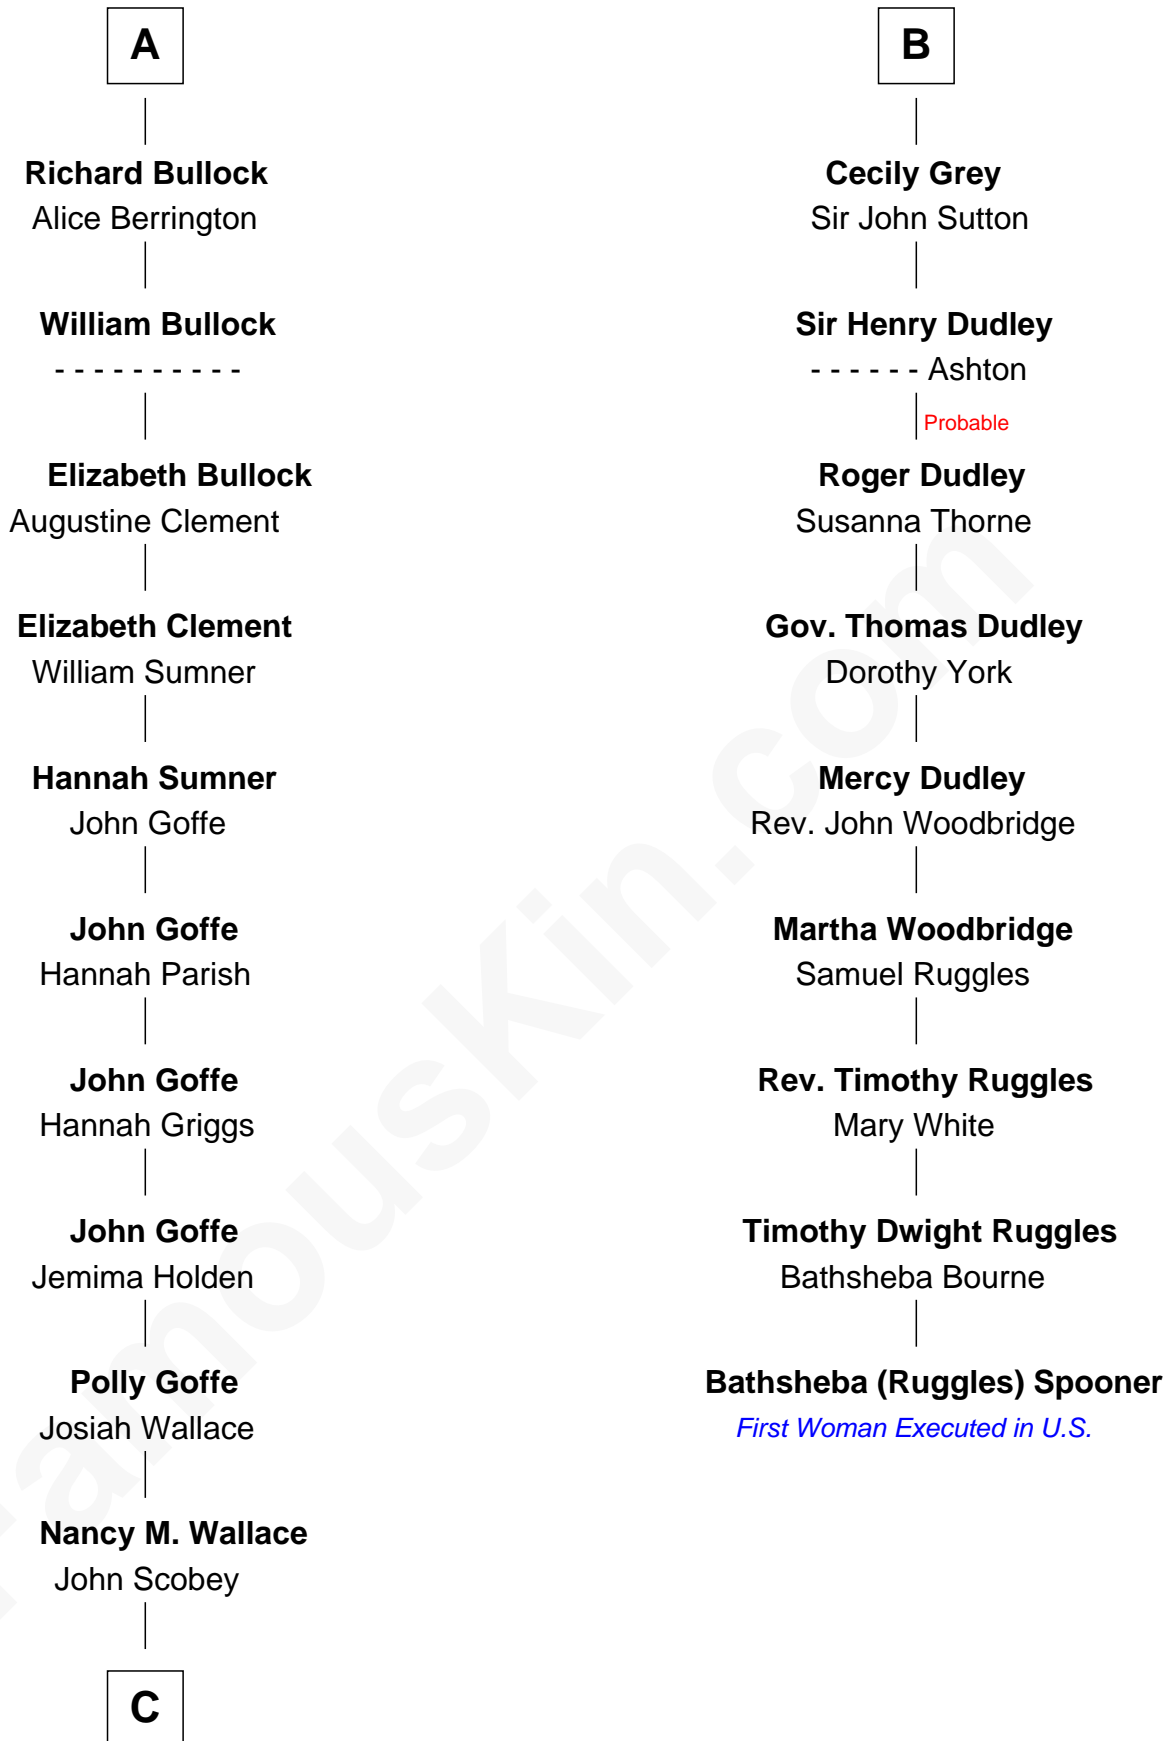 A
Richard Bullock
Alice Berrington
William Bullock
- - - - - - - - - -
Elizabeth Bullock
Augustine Clement
Elizabeth Clement
William Sumner
Hannah Sumner
John Goffe
John Goffe
Hannah Parish
John Goffe
Hannah Griggs
John Goffe
Jemima Holden
Polly Goffe
Josiah Wallace
Nancy M. Wallace
John Scobey
C
B
Cecily Grey
Sir John Sutton
Sir Henry Dudley
- - - - - - Ashton
Probable
Roger Dudley
Susanna Thorne
Gov. Thomas Dudley
Dorothy York
Mercy Dudley
Rev. John Woodbridge
Martha Woodbridge
Samuel Ruggles
Rev. Timothy Ruggles
Mary White
Timothy Dwight Ruggles
Bathsheba Bourne
Bathsheba (Ruggles) Spooner
First Woman Executed in U.S.
FamousKin.com